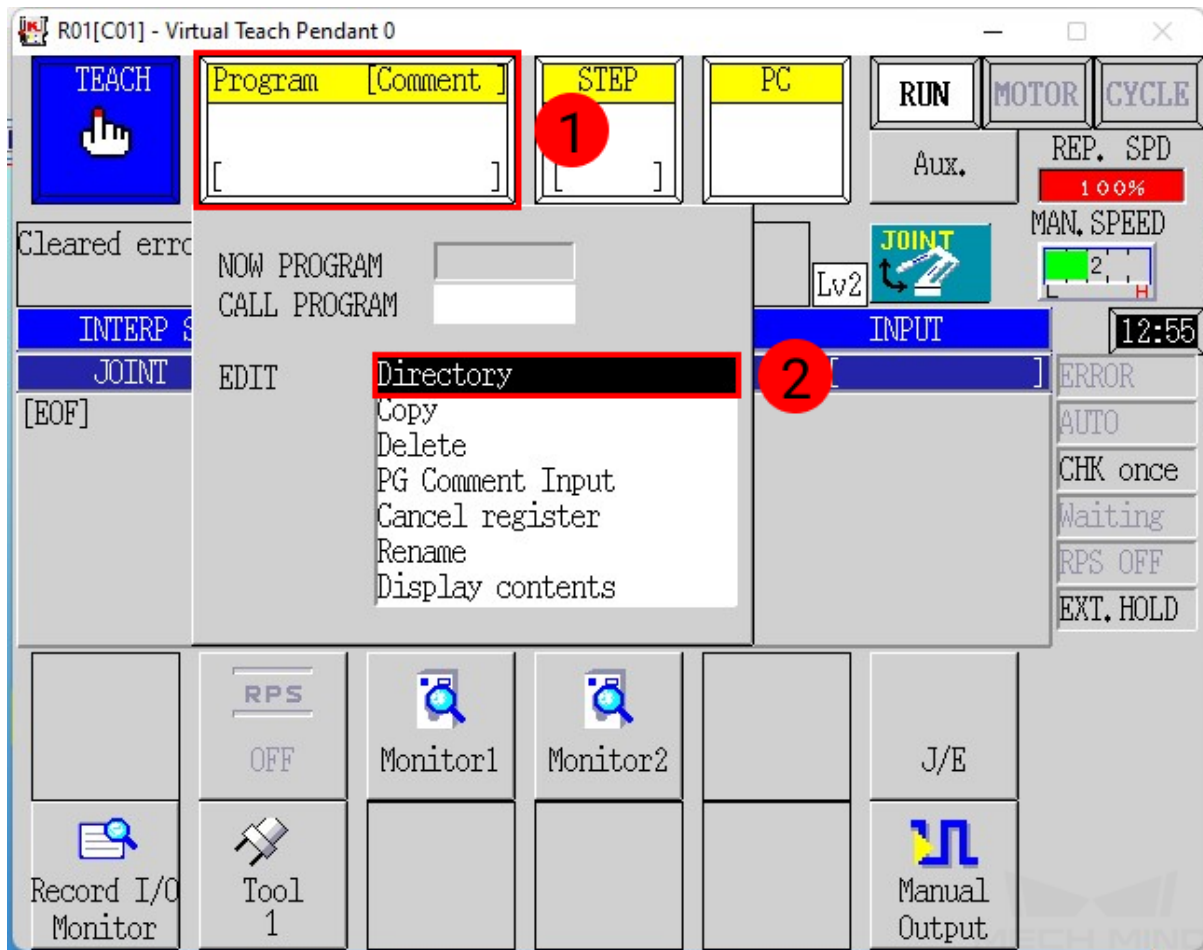 R01[C01] - Virtual Teach Pendant 0
TEACH
Program [Comment ]
[ ]
1
STEP
[ ]
PC
RUN
MOTOR
CYCLE
Aux.
REP. SPD
100%
Cleared erro
Lv2
JOINT
MAN.SPEED
2
L H
NOW PROGRAM
CALL PROGRAM
INTERP S
INPUT
12:55
JOINT
[ ]
[EOF]
EDIT
Directory
2
Copy
Delete
PG Comment Input
Cancel register
Rename
Display contents
ERROR
AUTO
CHK once
Waiting
RPS OFF
EXT.HOLD
RPS
OFF
Monitor1
Monitor2
J/E
Record I/O
Monitor
Tool
1
Manual
Output
MECH MIND